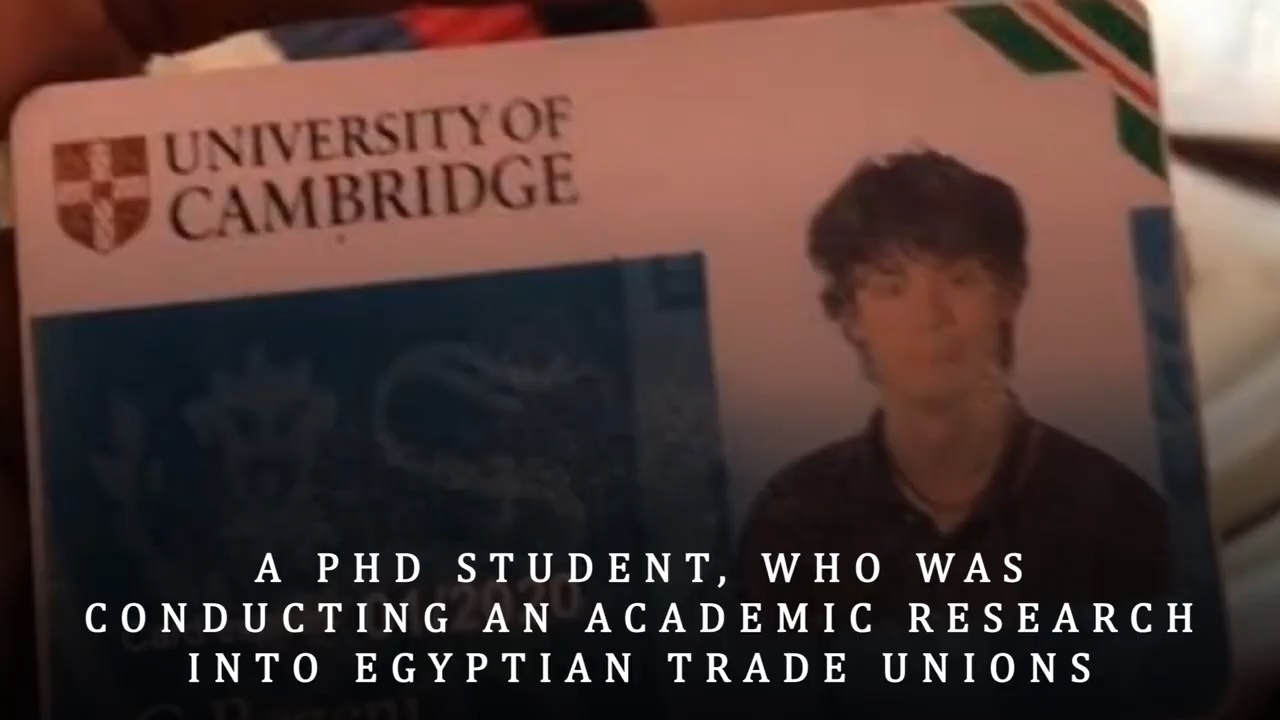 UNIVERSITY OF
CAMBRIDGE
A PHD STUDENT, WHO WAS
CONDUCTING AN ACADEMIC RESEARCH
INTO EGYPTIAN TRADE UNIONS